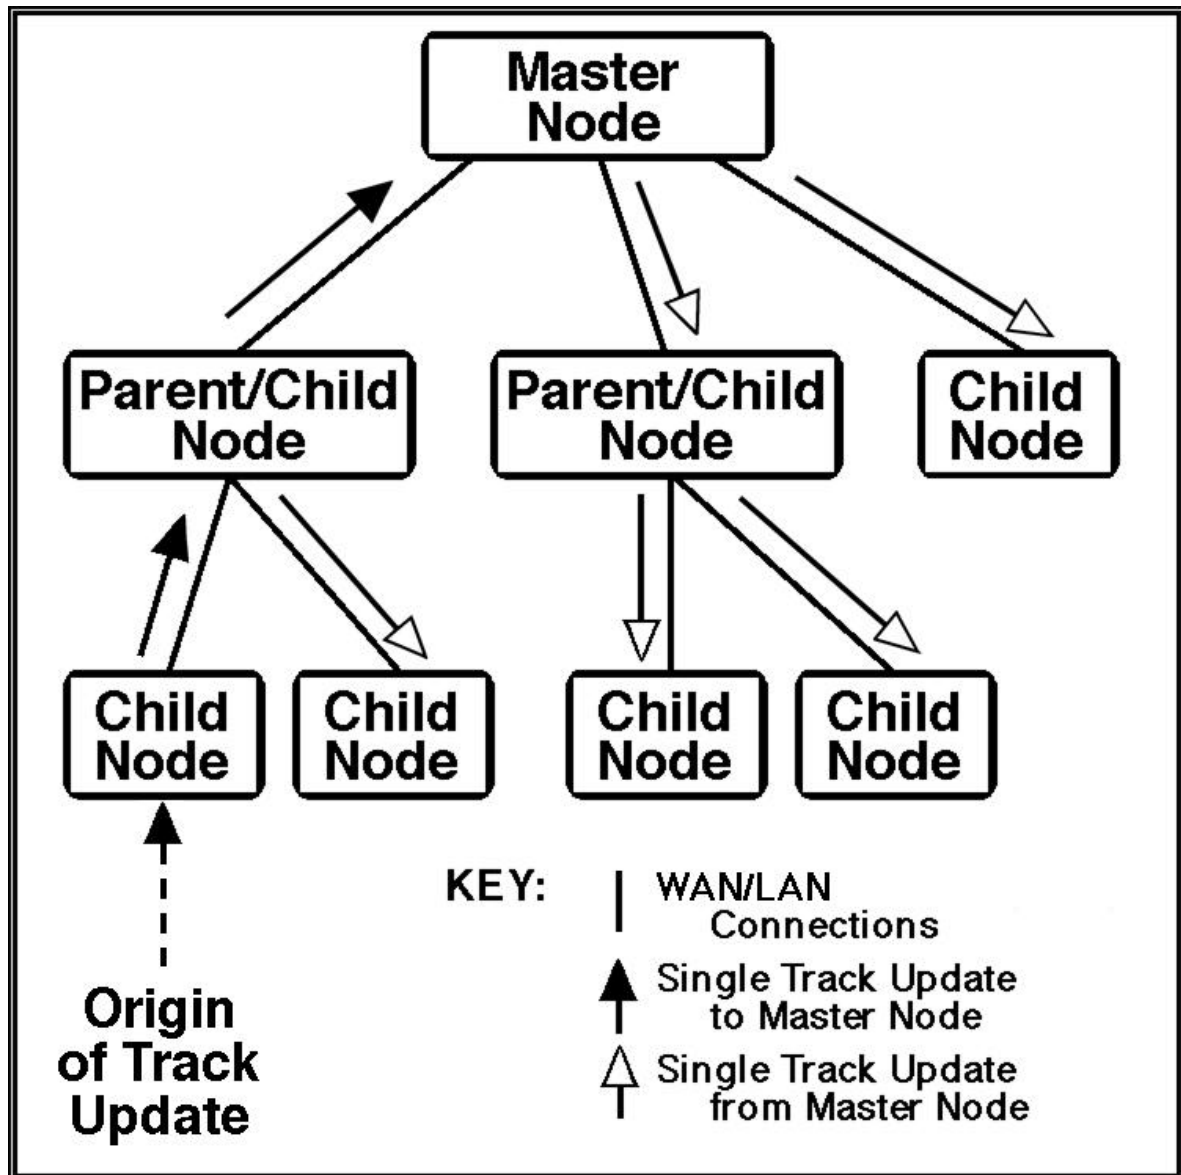 Master
Node
Parent/Child
Node
Parent/Child
Node
Child
Node
Child
Node
Child
Node
Child
Node
Child
Node
Origin
of Track
Update
KEY:
WAN/LAN
Connections
Single Track Update
to Master Node
Single Track Update
from Master Node